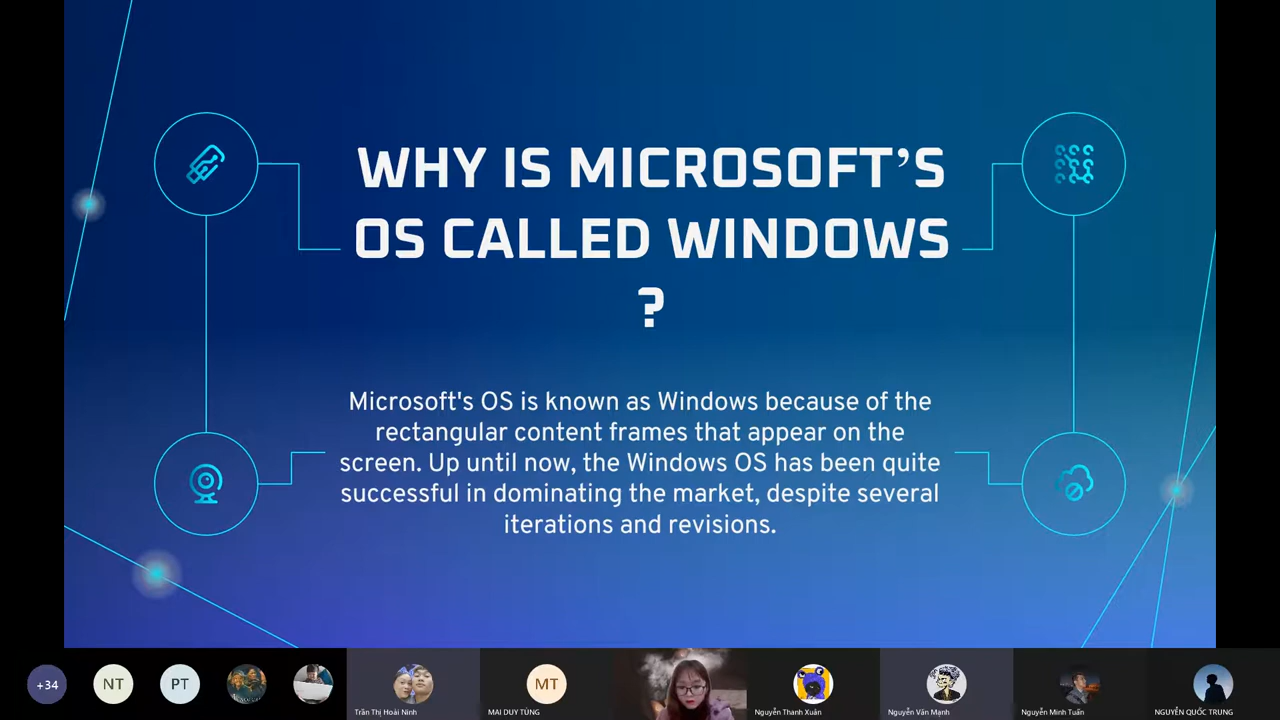 WHY IS MICROSOFT’S
OS CALLED WINDOWS
?
Microsoft's OS is known as Windows because of the
rectangular content frames that appear on the
screen. Up until now, the Windows OS has been quite
successful in dominating the market, despite several
iterations and revisions.
+34
NT
PT
Trần Thị Hoài Ninh
MT
MAI DUY TÙNG
Nguyễn Thanh Xuân
Nguyễn Văn Mạnh
Nguyễn Minh Tuấn
NGUYỄN QUỐC TRUNG